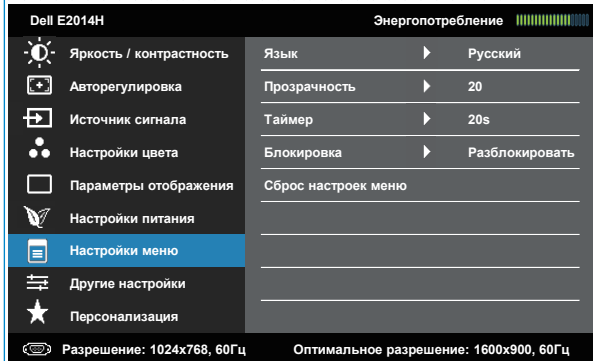 Dell E2014H Энергопотребление
Яркость / контрастность Язык Русский
Авторегулировка Прозрачность 20
Источник сигнала Таймер 20s
Настройки цвета Блокировка Разблокировать
Параметры отображения Сброс настроек меню
Настройки питания
Настройки меню
Другие настройки
Персонализация
Разрешение: 1024x768, 60Гц Оптимальное разрешение: 1600x900, 60Гц